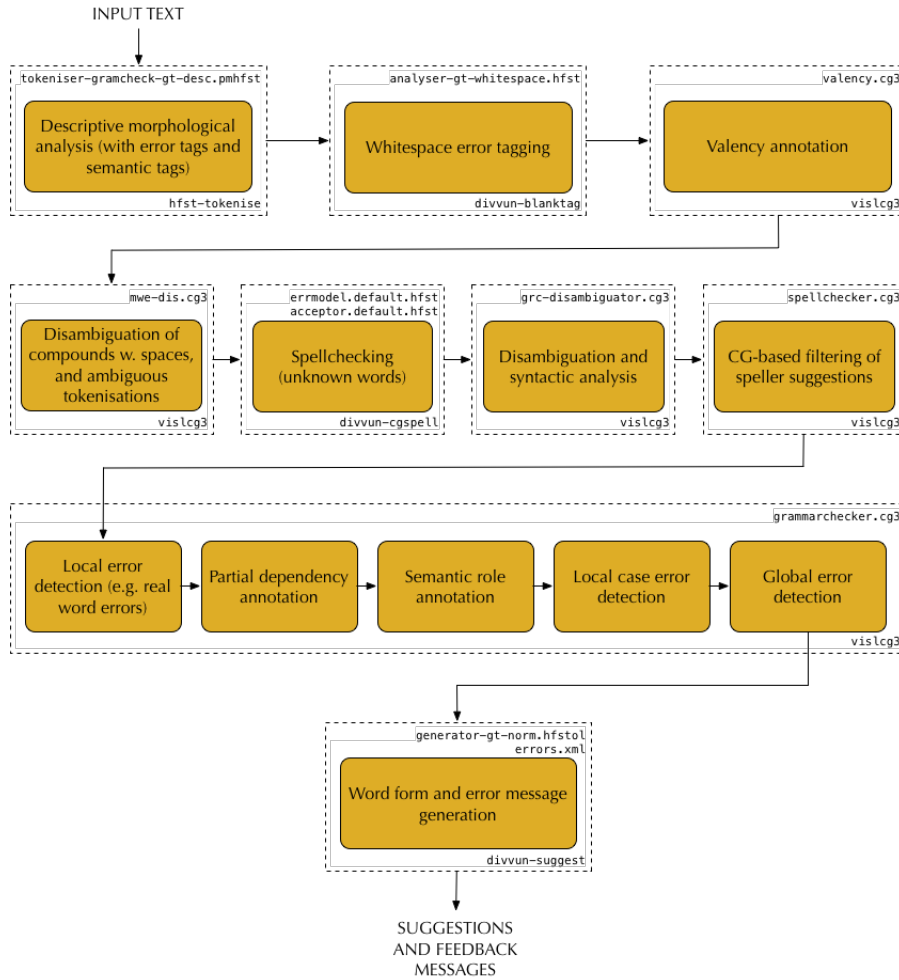 INPUT TEXT
tokeniser-gramcheck-gt-desc.pmhfst
Descriptive morphological
analysis (with error tags and
semantic tags)
hfst-tokenise
analyser-gt-whitespace.hfst
Whitespace error tagging
divvun-blanktag
valency.cg3
Valency annotation
vislcg3
mwe-dis.cg3
Disambiguation of
compounds w. spaces,
and ambiguous
tokenisations
vislcg3
errmodel.default.hfst
acceptor.default.hfst
Spellchecking
(unknown words)
divvun-cgspell
grc-disambiguator.cg3
Disambiguation and
syntactic analysis
vislcg3
spellchecker.cg3
CG-based filtering of
speller suggestions
vislcg3
grammarchecker.cg3
Local error
detection (e.g. real
word errors)
Partial dependency
annotation
Semantic role
annotation
Local case error
detection
Global error
detection
vislcg3
generator-gt-norm.hfstol
errors.xml
Word form and error message
generation
divvun-suggest
SUGGESTIONS
AND FEEDBACK
MESSAGES